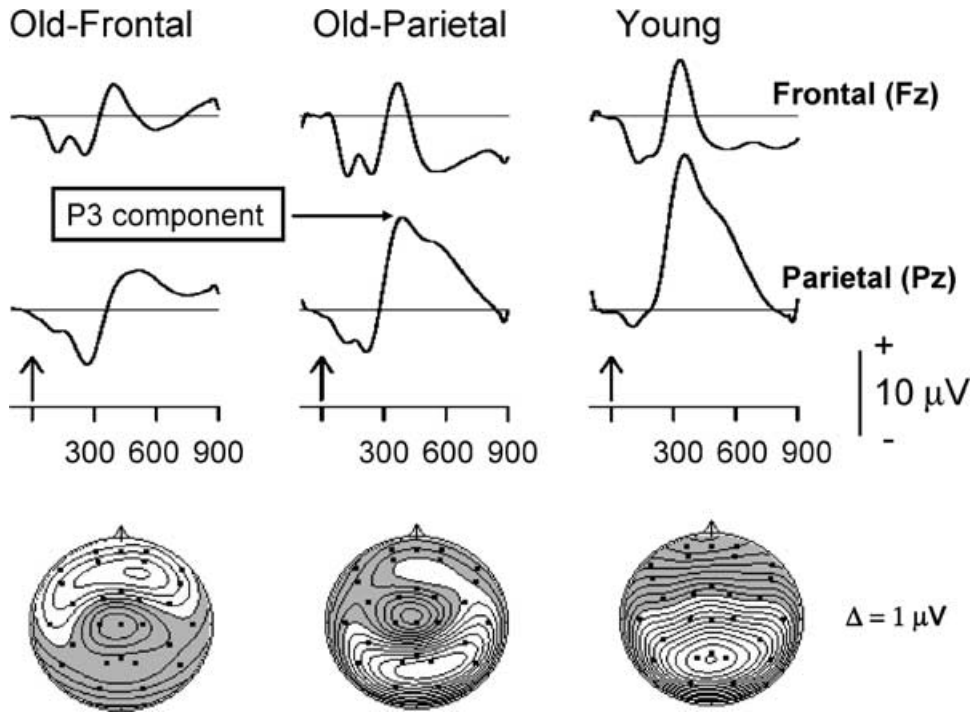 Old-Frontal Old-Parietal Young
Frontal (Fz)
P3 component
Parietal (Pz)
+
10 μV
-
300 600 900 300 600 900 300 600 900
Δ = 1 μV